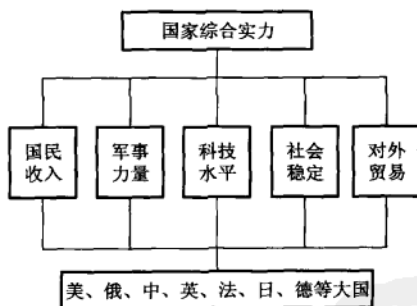 国家综合实力
国民
收入
军事
力量
科技
水平
社会
稳定
对外
贸易
美、俄、中、英、法、日、德等大国